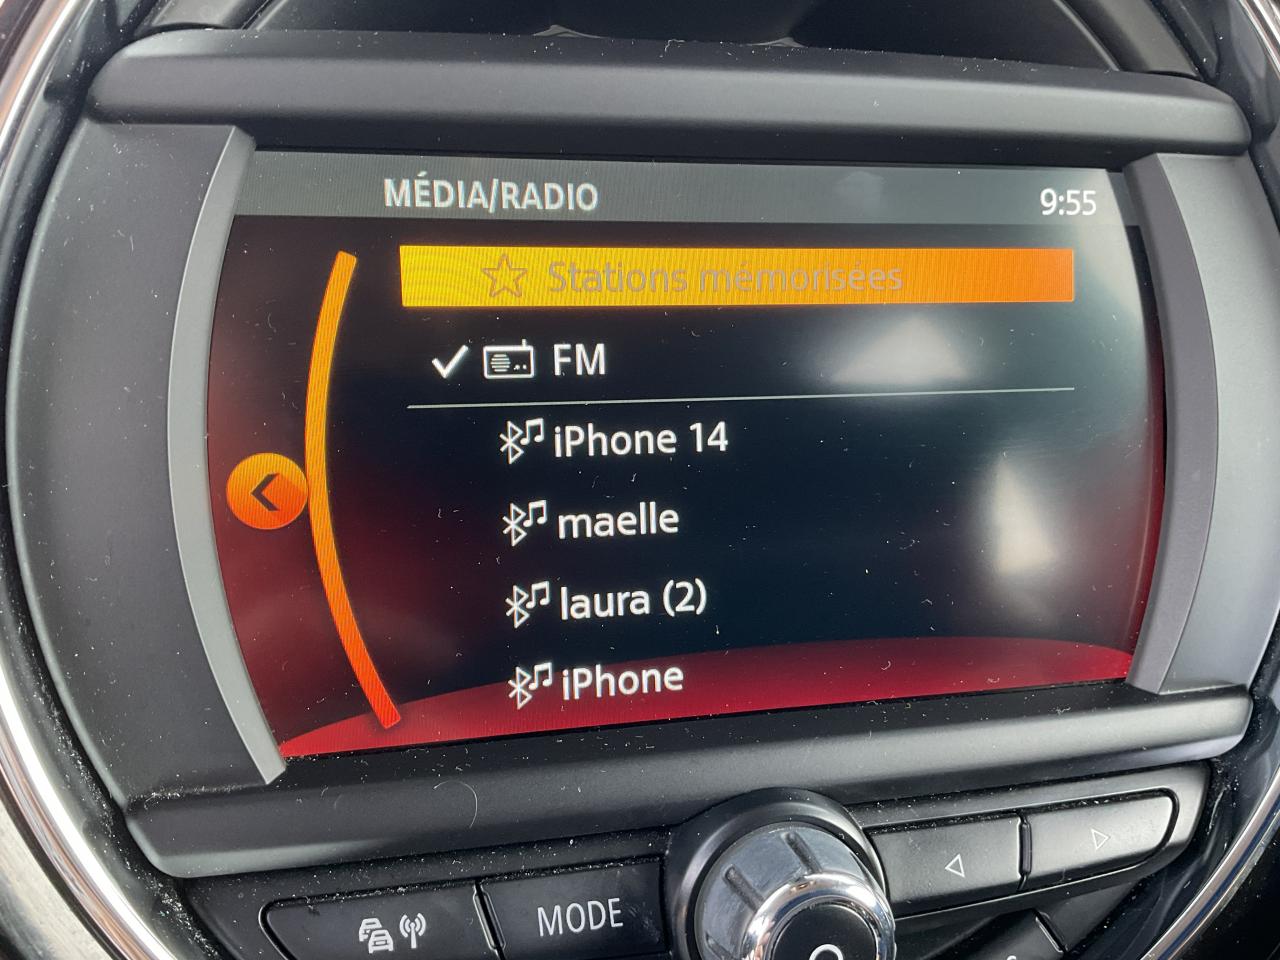 MÉDIA/RADIO
9:55
Stations mémorisées
FM
iPhone 14
maelle
laura (2)
iPhone
MODE